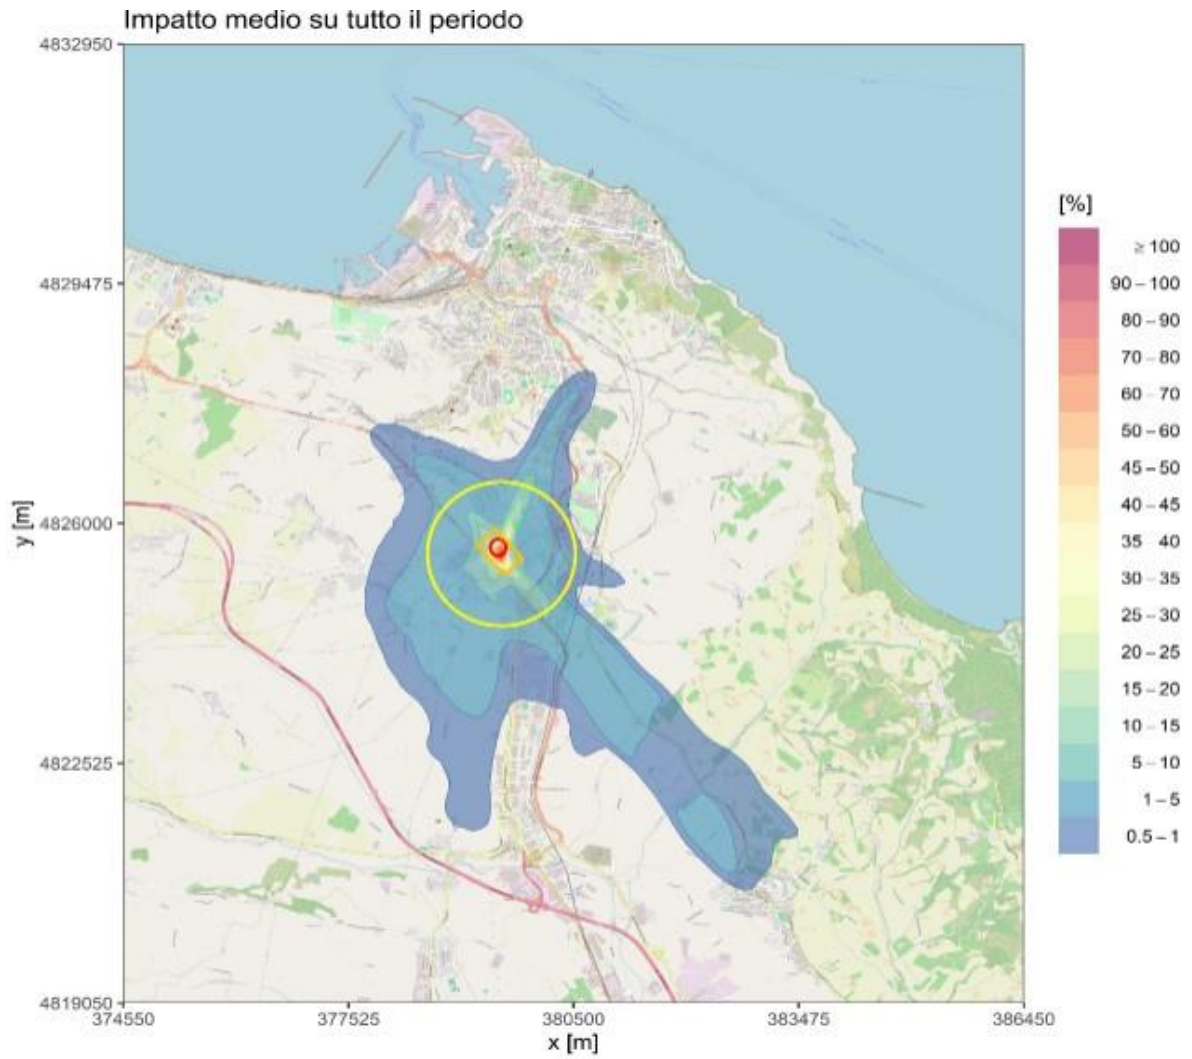 Impatto medio su tutto il periodo
4832950
4829475
4826000
4822525
4819050
y [m]
374550
377525
380500
383475
386450
x [m]
[%]
≥ 100
90 – 100
80 – 90
70 – 80
60 – 70
50 – 60
45 – 50
40 – 45
35 – 40
30 – 35
25 – 30
20 – 25
15 – 20
10 – 15
5 – 10
1 – 5
0.5 – 1